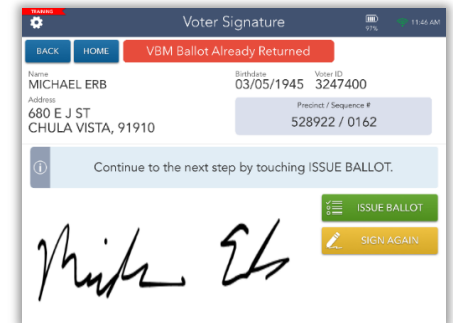 TRAINING
Voter Signature
97%
11:46 AM
BACK
HOME
VBM Ballot Already Returned
Name
MICHAEL ERB
Birthdate
03/05/1945
Voter ID
3247400
Address
680 E J ST
CHULA VISTA, 91910
Precinct / Sequence #
528922 / 0162
Continue to the next step by touching ISSUE BALLOT.
ISSUE BALLOT
SIGN AGAIN